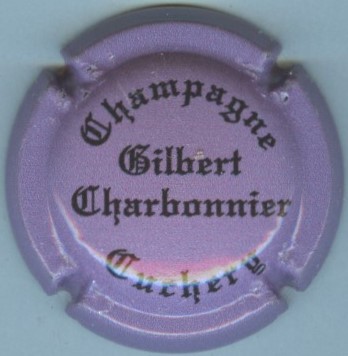 Champagne
Gilbert
Charbonnier
Cuchery